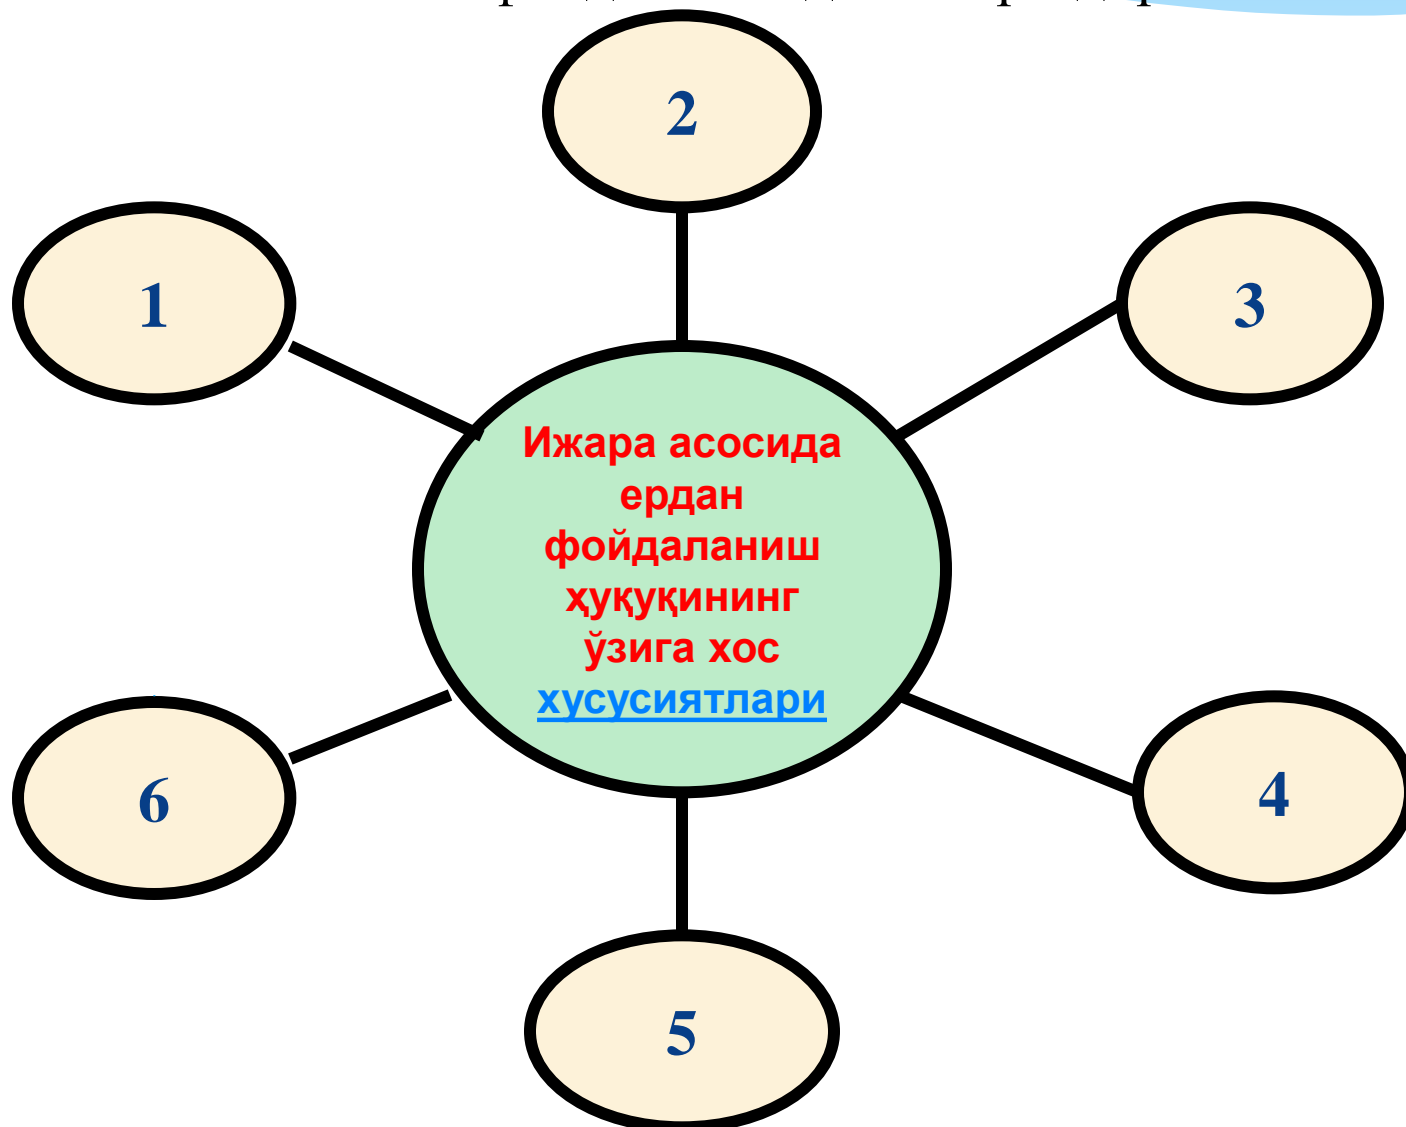 2
1
3
Ижара асосида
ердан
фойдаланиш
ҳуқуқининг
ўзига хос
хусусиятлари
6
4
5